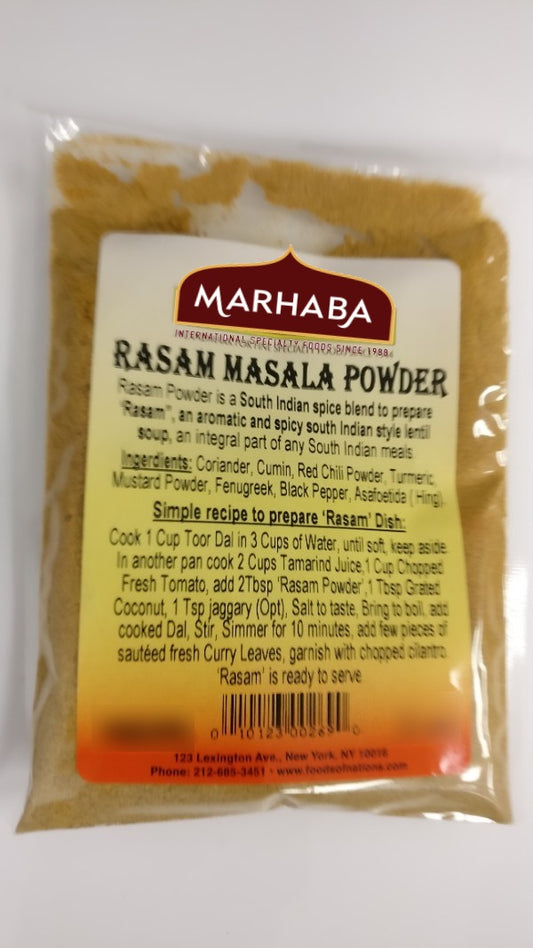 MARHABA
INTERNATIONAL SPECIALTY FOODS SINCE 1988
RASAM MASALA POWDER
Rasam Powder is a South Indian spice blend to prepare
"Rasam", an aromatic and spicy south Indian style lentil
soup, an integral part of any South Indian meals
Ingerdients: Coriander, Cumin, Red Chili Powder, Turmeric,
Mustard Powder, Fenugreek, Black Pepper, Asafoetida ( Hing).
Simple recipe to prepare 'Rasam' Dish:
Cook 1 Cup Toor Dal in 3 Cups of Water, until soft, keep aside.
In another pan cook 2 Cups Tamarind Juice,1 Cup Chopped
Fresh Tomato, add 2Tbsp 'Rasam Powder',1 Tbsp Grated
Coconut, 1 Tsp jaggary (Opt), Salt to taste, Bring to boil, add
cooked Dal, Stir, Simmer for 10 minutes, add few pieces of
sautéed fresh Curry Leaves, garnish with chopped cilantro.
'Rasam' is ready to serve
0 10123 00269 0
123 Lexington Ave., New York, NY 10016
Phone: 212-685-3451 · www.foodsofnations.com